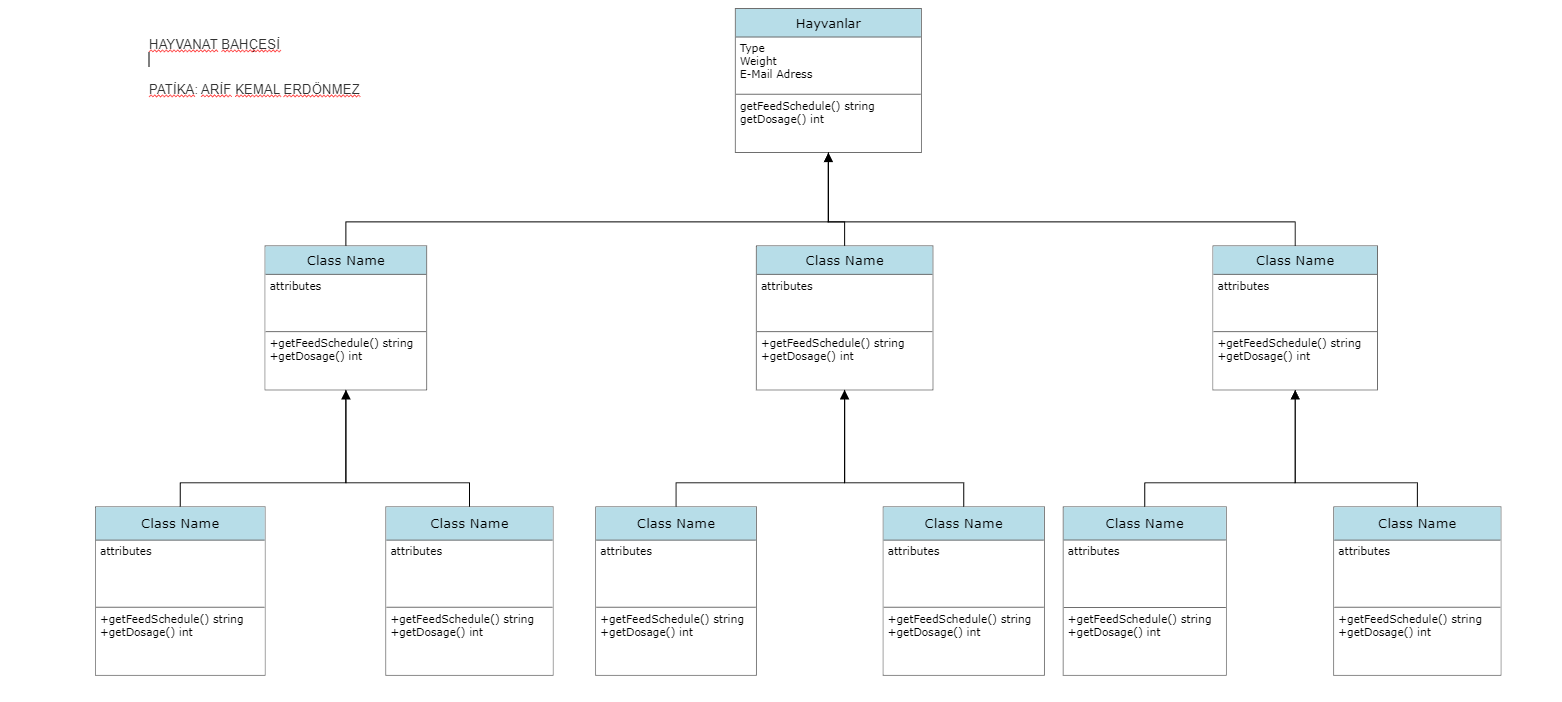 HAYVANAT BAHÇESİ
PATİKA: ARİF KEMAL ERDÖNMEZ
Hayvanlar
Type
Weight
E-Mail Adress
getFeedSchedule() string
getDosage() int
Class Name
attributes
+getFeedSchedule() string
+getDosage() int
Class Name
attributes
+getFeedSchedule() string
+getDosage() int
Class Name
attributes
+getFeedSchedule() string
+getDosage() int
Class Name
attributes
+getFeedSchedule() string
+getDosage() int
Class Name
attributes
+getFeedSchedule() string
+getDosage() int
Class Name
attributes
+getFeedSchedule() string
+getDosage() int
Class Name
attributes
+getFeedSchedule() string
+getDosage() int
Class Name
attributes
+getFeedSchedule() string
+getDosage() int
Class Name
attributes
+getFeedSchedule() string
+getDosage() int